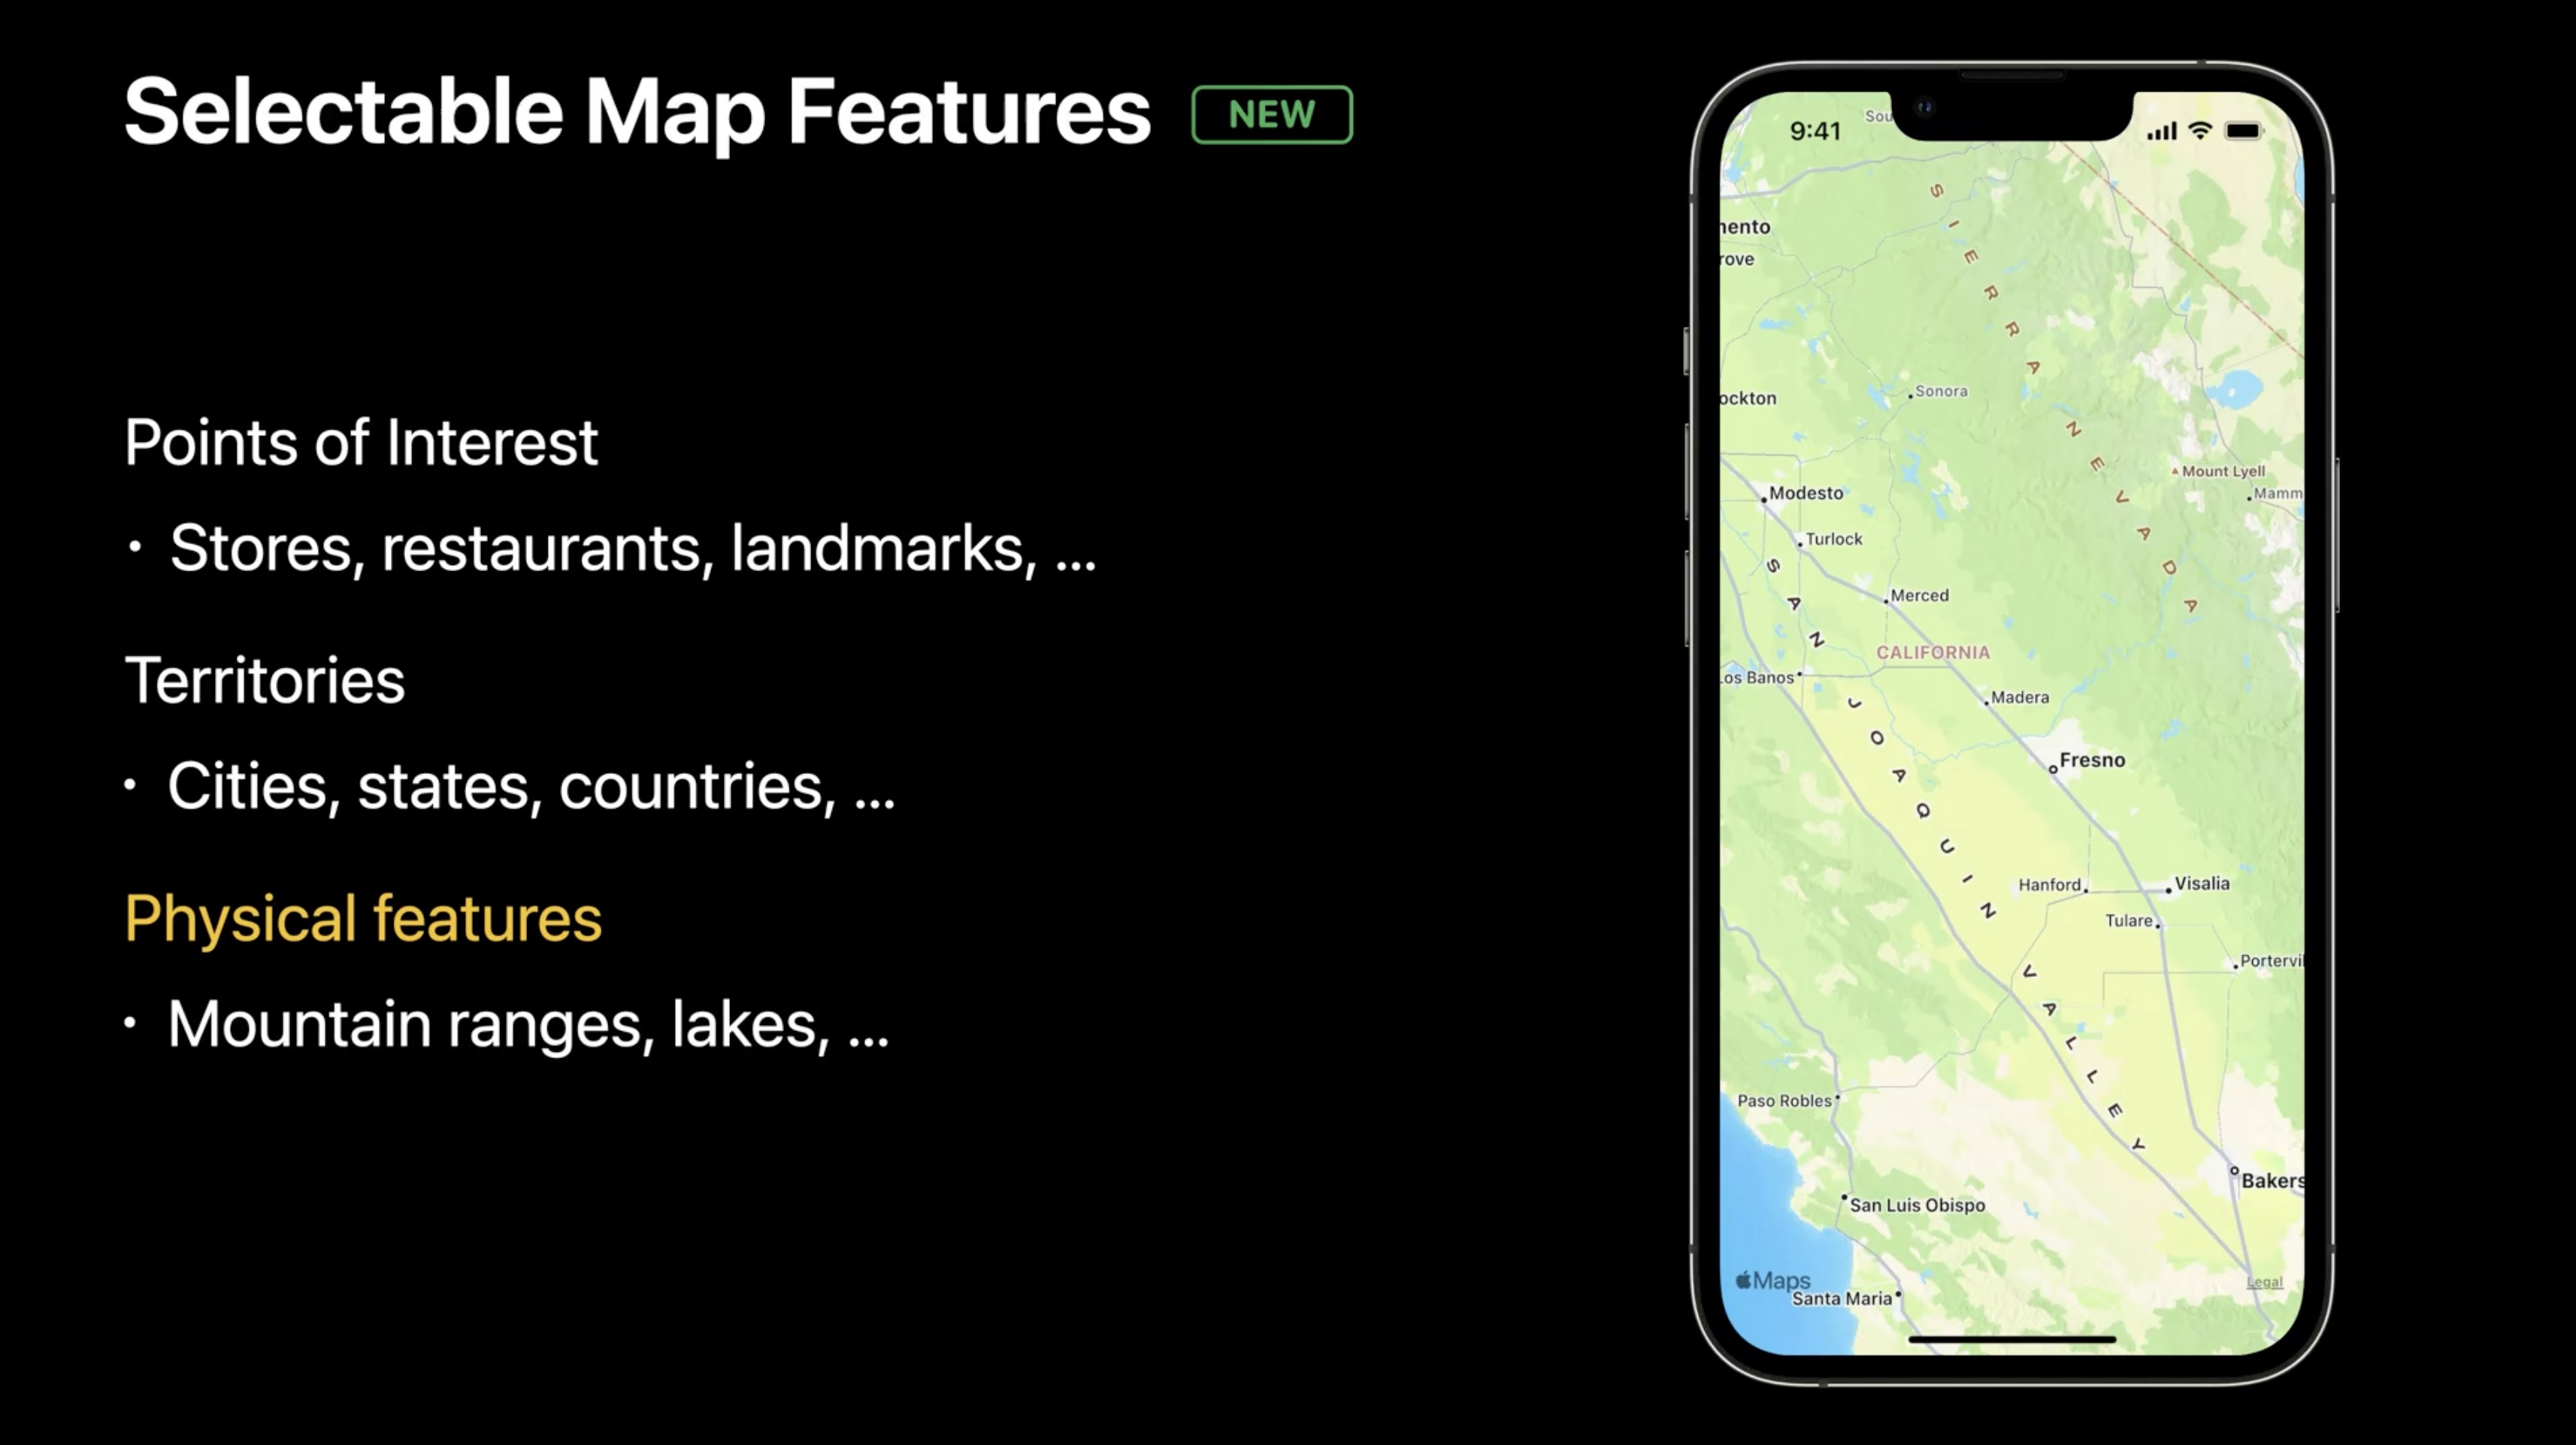 Selectable Map Features NEW
Points of Interest
• Stores, restaurants, landmarks, ...
Territories
• Cities, states, countries, ...
Physical features
• Mountain ranges, lakes, ...
9:41
Sou
mento
rove
SIERRA NEVADA
ockton
Sonora
Mount Lyell
Mamm
Modesto
Turlock
Merced
SAN JOAQUIN VALLEY
CALIFORNIA
Los Banos
Madera
Fresno
Hanford
Visalia
Tulare
Portervil
Paso Robles
Bakers
San Luis Obispo
Maps
Legal
Santa Maria